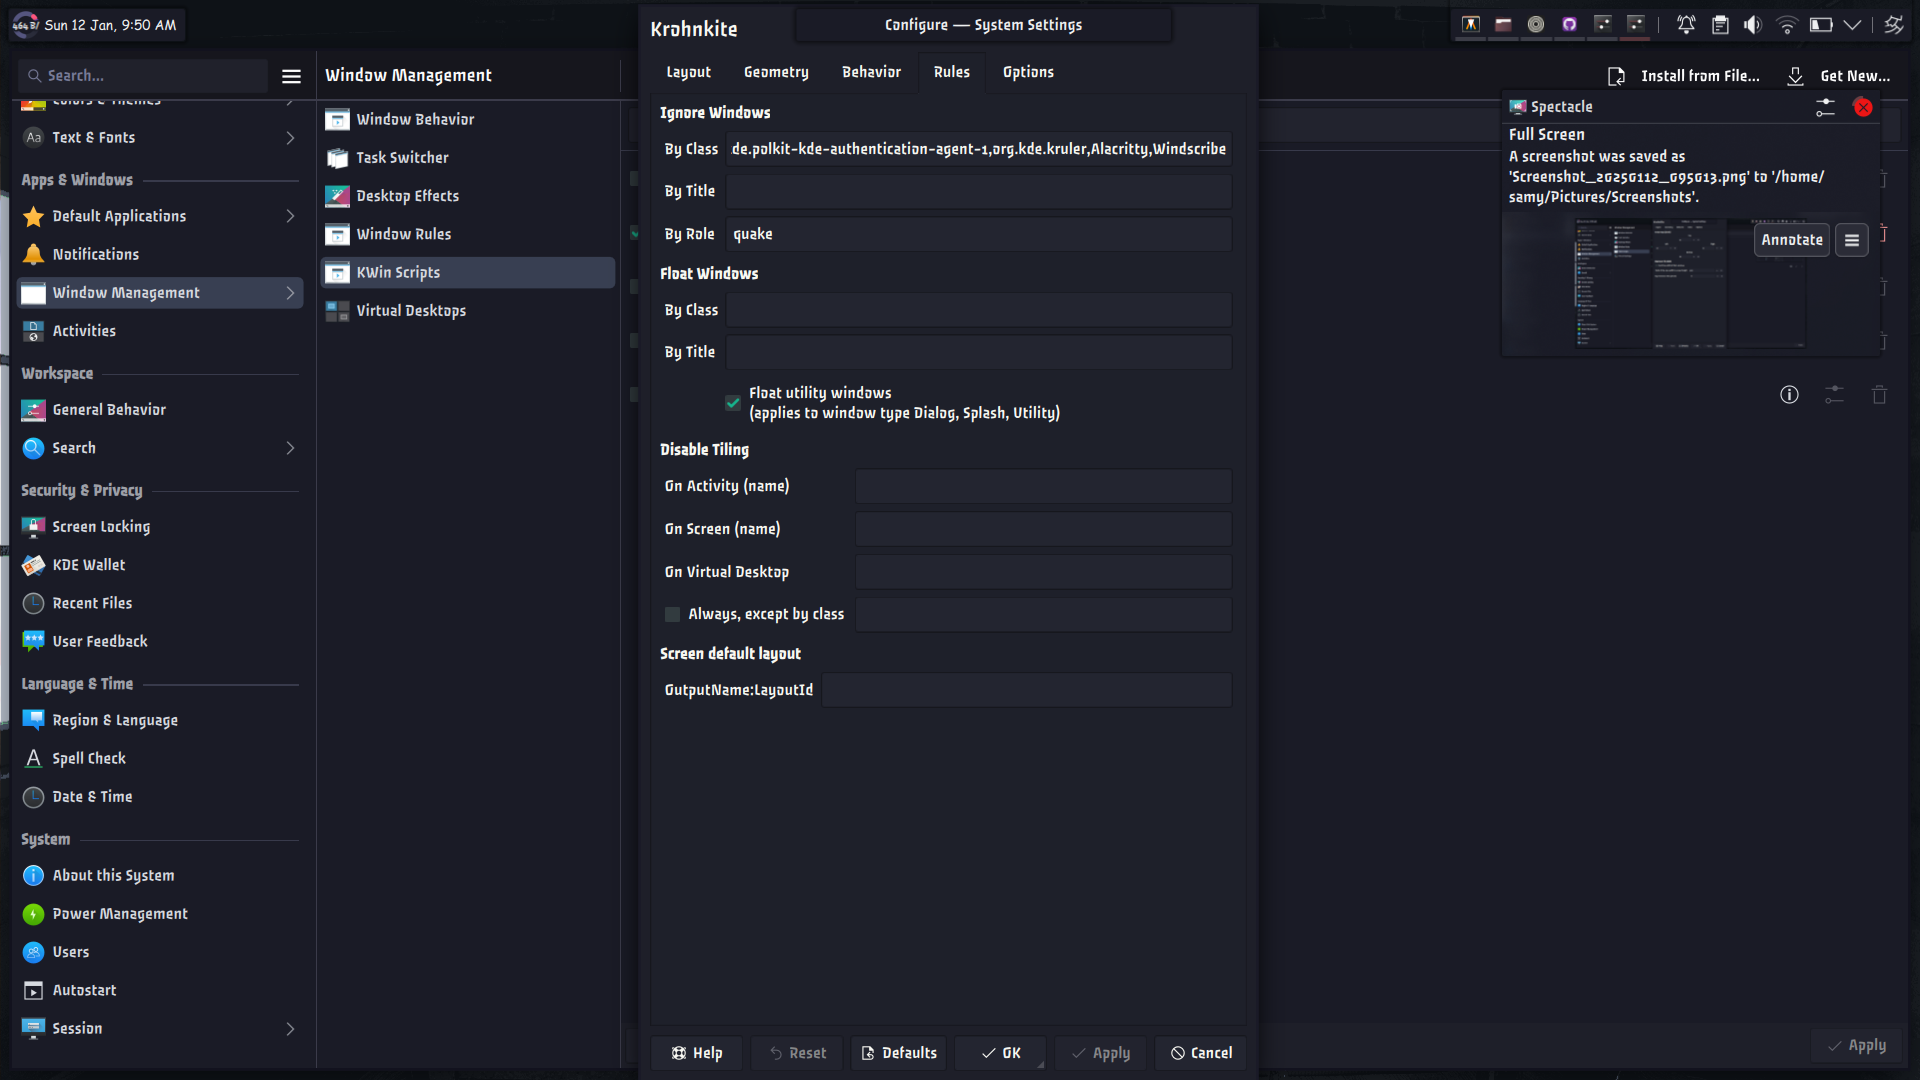 464 B/ Sun 12 Jan, 9:50 AM
Krohnkite
Configure — System Settings
Search...
Window Management
Layout Geometry Behavior Rules Options
Install from File... Get New...
Colors & Themes
Text & Fonts
Apps & Windows
Default Applications
Notifications
Window Management
Activities
Workspace
General Behavior
Search
Security & Privacy
Screen Locking
KDE Wallet
Recent Files
User Feedback
Language & Time
Region & Language
Spell Check
Date & Time
System
About this System
Power Management
Users
Autostart
Session
Window Behavior
Task Switcher
Desktop Effects
Window Rules
KWin Scripts
Virtual Desktops
Ignore Windows
By Class de.polkit-kde-authentication-agent-1,org.kde.kruler,Alacritty,Windscribe
By Title
By Role quake
Float Windows
By Class
By Title
Float utility windows
(applies to window type Dialog, Splash, Utility)
Disable Tiling
On Activity (name)
On Screen (name)
On Virtual Desktop
Always, except by class
Screen default layout
OutputName:LayoutId
Help Reset Defaults OK Apply Cancel
Spectacle
Full Screen
A screenshot was saved as
'Screenshot_20250112_095013.png' to '/home/
samy/Pictures/Screenshots'.
Annotate
Apply